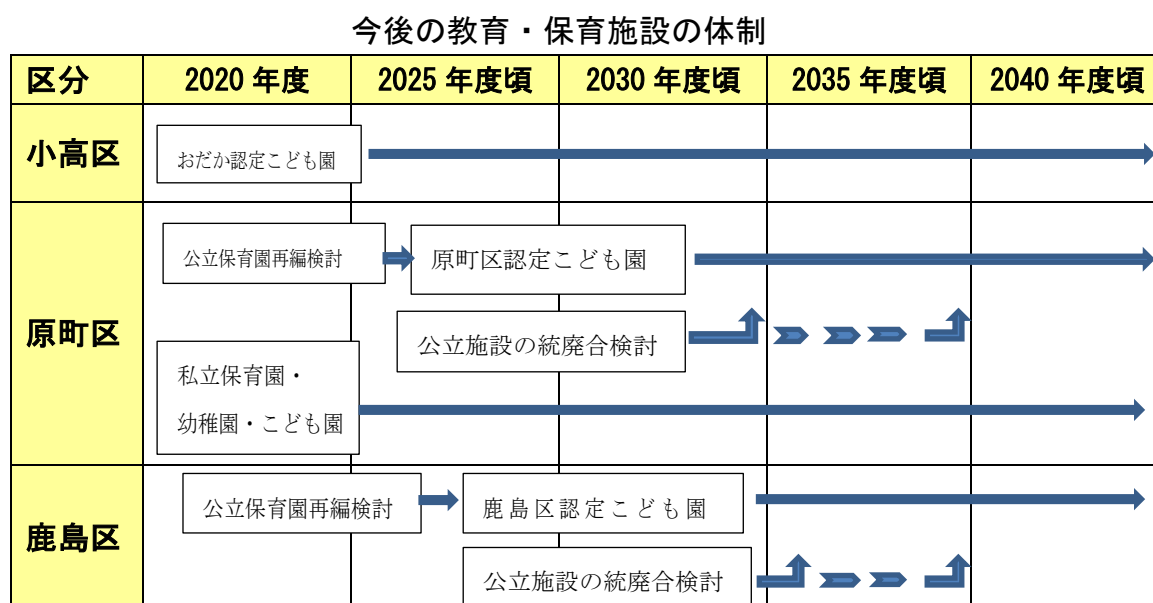 今後の教育・保育施設の体制
区分 2020 年度 2025 年度頃 2030 年度頃 2035 年度頃 2040 年度頃
小高区
おだか認定こども園
原町区
公立保育園再編検討
原町区認定こども園
公立施設の統廃合検討
私立保育園・
幼稚園・こども園
鹿島区
公立保育園再編検討
鹿島区認定こども園
公立施設の統廃合検討